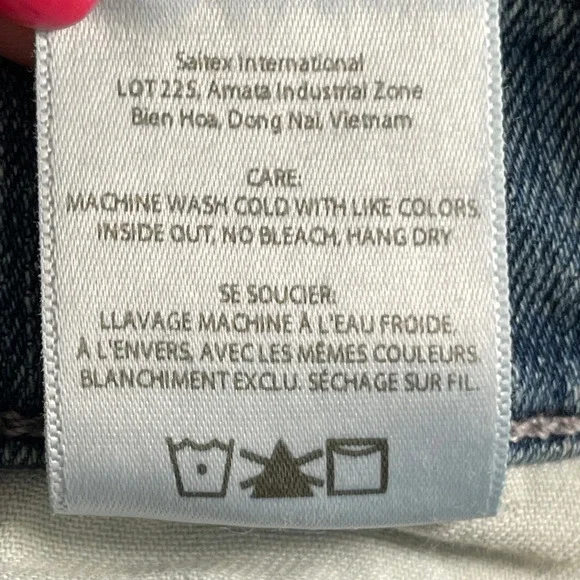 Saitex International
LOT 225, Amata Industrial Zone
Bien Hoa, Dong Nai, Vietnam
CARE:
MACHINE WASH COLD WITH LIKE COLORS,
INSIDE OUT, NO BLEACH, HANG DRY
SE SOUCIER:
LLAVAGE MACHINE À L'EAU FROIDE,
À L'ENVERS, AVEC LES MÊMES COULEURS.
BLANCHIMENT EXCLU. SÉCHAGE SUR FIL.